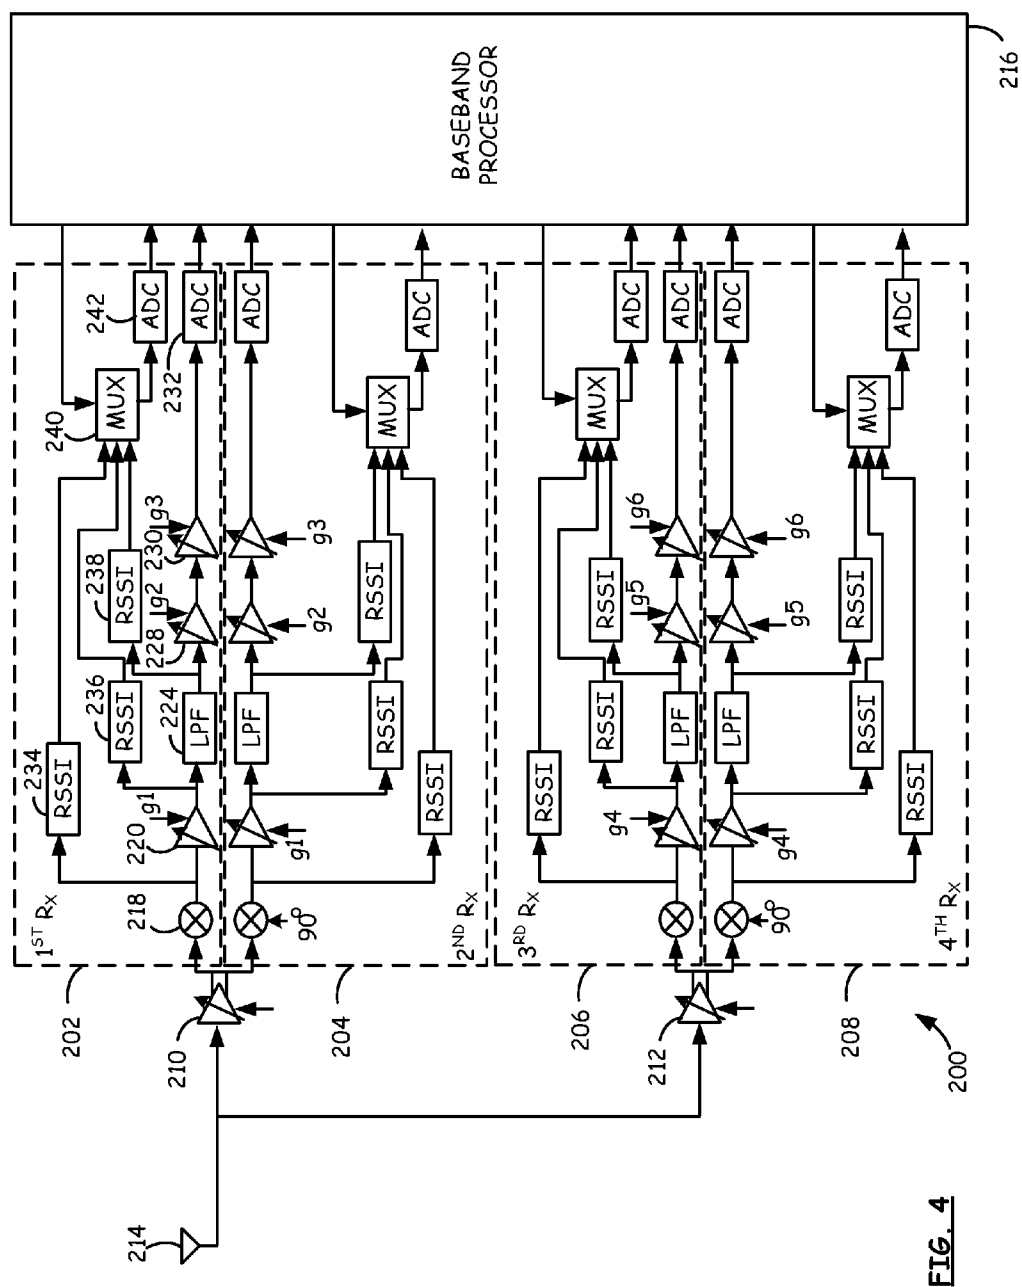 BASEBAND
PROCESSOR
216
242
ADC
ADC
232
ADC
ADC
ADC
ADC
ADC
ADC
240
MUX
MUX
MUX
MUX
g3
230
g3
g6
g6
238
RSSI
g2
228
g2
RSSI
RSSI
g5
g5
RSSI
236
RSSI
224
LPF
LPF
RSSI
RSSI
LPF
LPF
RSSI
234
RSSI
g1
220
g1
RSSI
RSSI
g4
g4
RSSI
218
90°
90°
1ST RX
2ND RX
3RD RX
4TH RX
202
210
204
206
212
208
200
214
FIG. 4